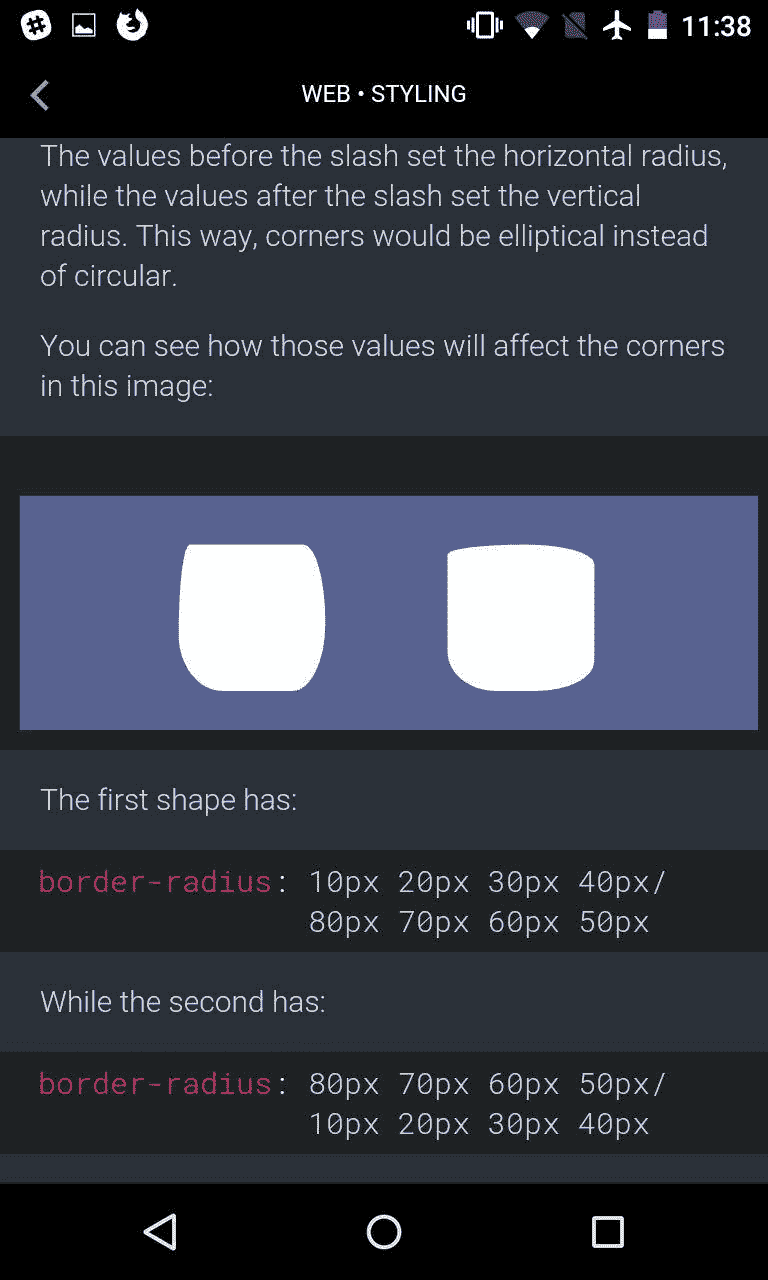 11:38
WEB • STYLING
The values before the slash set the horizontal radius,
while the values after the slash set the vertical
radius. This way, corners would be elliptical instead
of circular.
You can see how those values will affect the corners
in this image:
The first shape has:
border-radius: 10px 20px 30px 40px/
80px 70px 60px 50px
While the second has:
border-radius: 80px 70px 60px 50px/
10px 20px 30px 40px